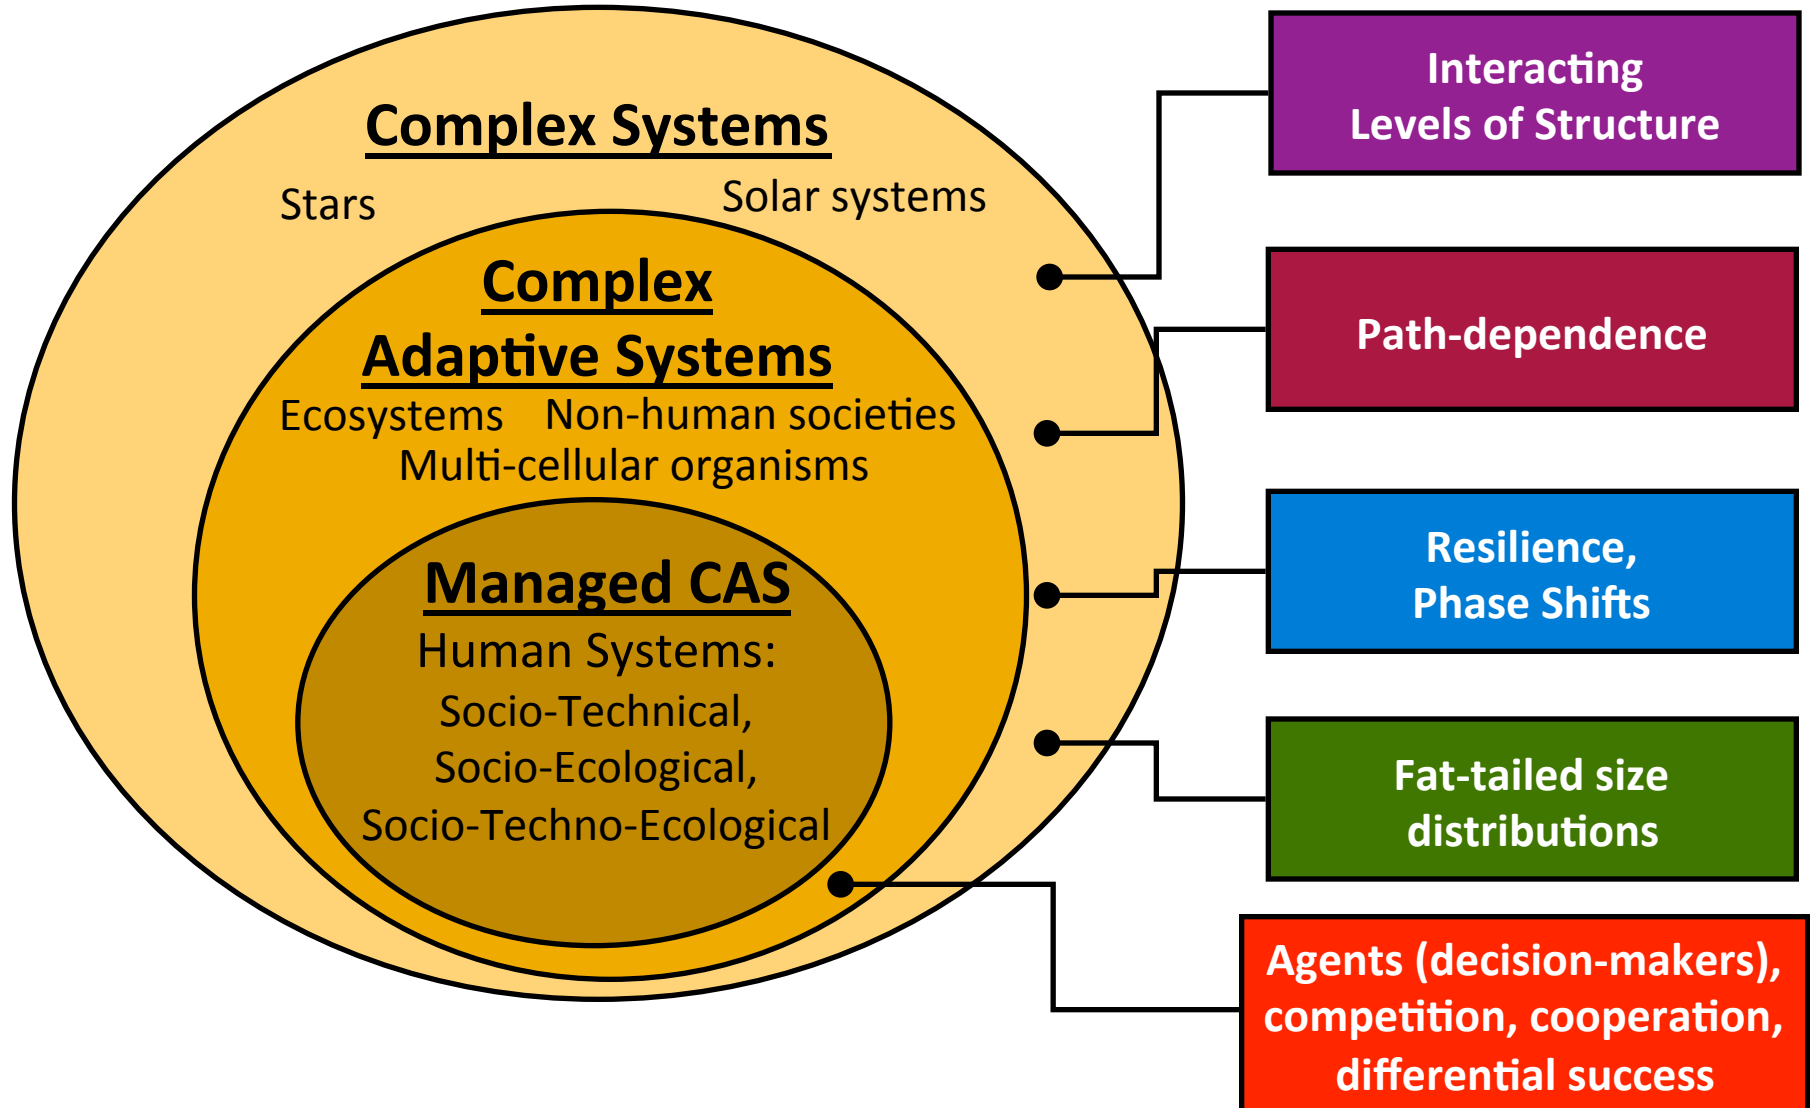 Complex Systems
Stars
Solar systems
Complex
Adaptive Systems
Ecosystems Non-human societies
Multi-cellular organisms
Managed CAS
Human Systems:
Socio-Technical,
Socio-Ecological,
Socio-Techno-Ecological
Interacting
Levels of Structure
Path-dependence
Resilience,
Phase Shifts
Fat-tailed size
distributions
Agents (decision-makers),
competition, cooperation,
differential success